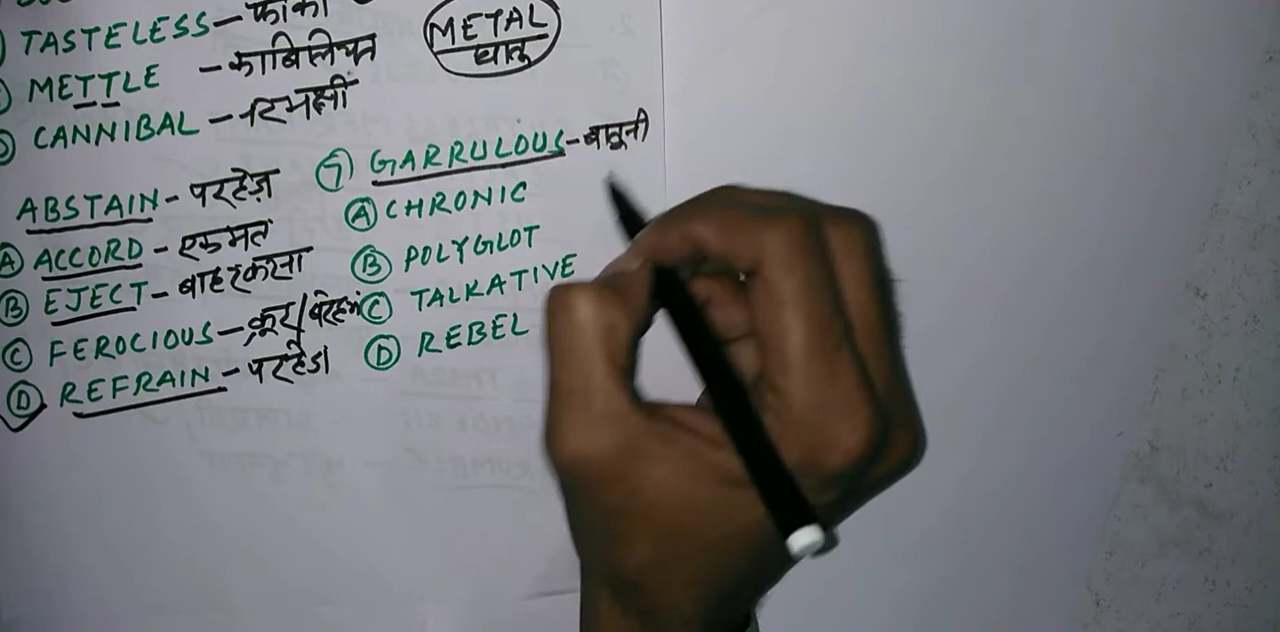 TASTELESS - फीका
METTLE - काबिलियत
CANNIBAL -
METAL
धातु
ABSTAIN - परहेज़
A ACCORD - एकमत
B EJECT - बाहर करना
C FEROCIOUS - क्रूर/बेरहम
D REFRAIN - परहेज
7 GARRULOUS - बातूनी
A CHRONIC
B POLYGLOT
C TALKATIVE
D REBEL